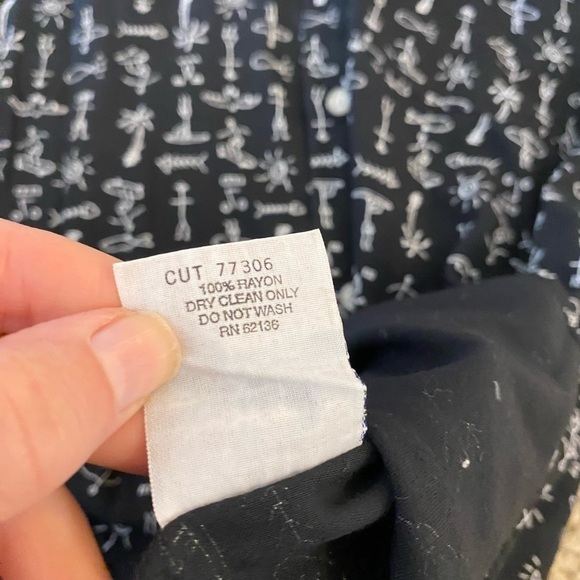 CUT 77306
100% RAYON
DRY CLEAN ONLY
DO NOT WASH
RN 62136